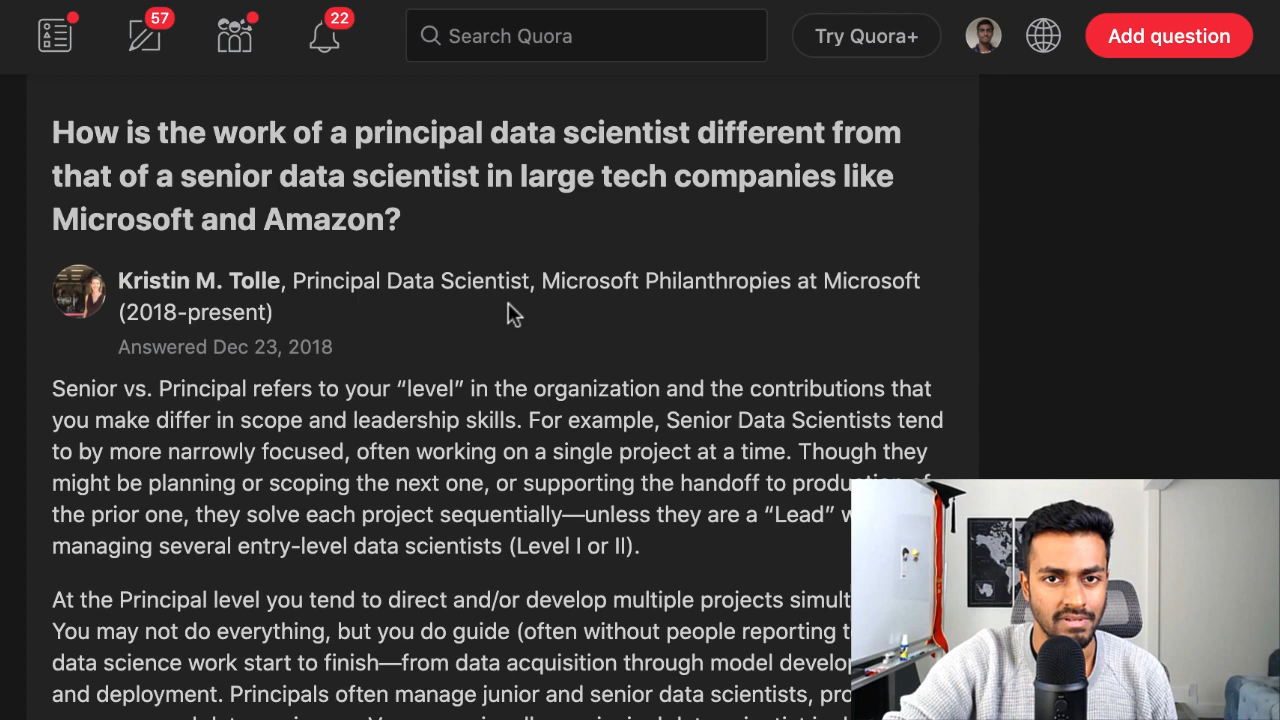 57
22
Search Quora
Try Quora+
Add question
How is the work of a principal data scientist different from
that of a senior data scientist in large tech companies like
Microsoft and Amazon?
Kristin M. Tolle, Principal Data Scientist, Microsoft Philanthropies at Microsoft
(2018-present)
Answered Dec 23, 2018
Senior vs. Principal refers to your “level” in the organization and the contributions that
you make differ in scope and leadership skills. For example, Senior Data Scientists tend
to by more narrowly focused, often working on a single project at a time. Though they
might be planning or scoping the next one, or supporting the handoff to
the prior one, they solve each project sequentially—unless they are a “Lead”
managing several entry-level data scientists (Level I or II).
At the Principal level you tend to direct and/or develop multiple projects
You may not do everything, but you do guide (often without people reporting
data science work start to finish—from data acquisition through model
and deployment. Principals often manage junior and senior data scientists,